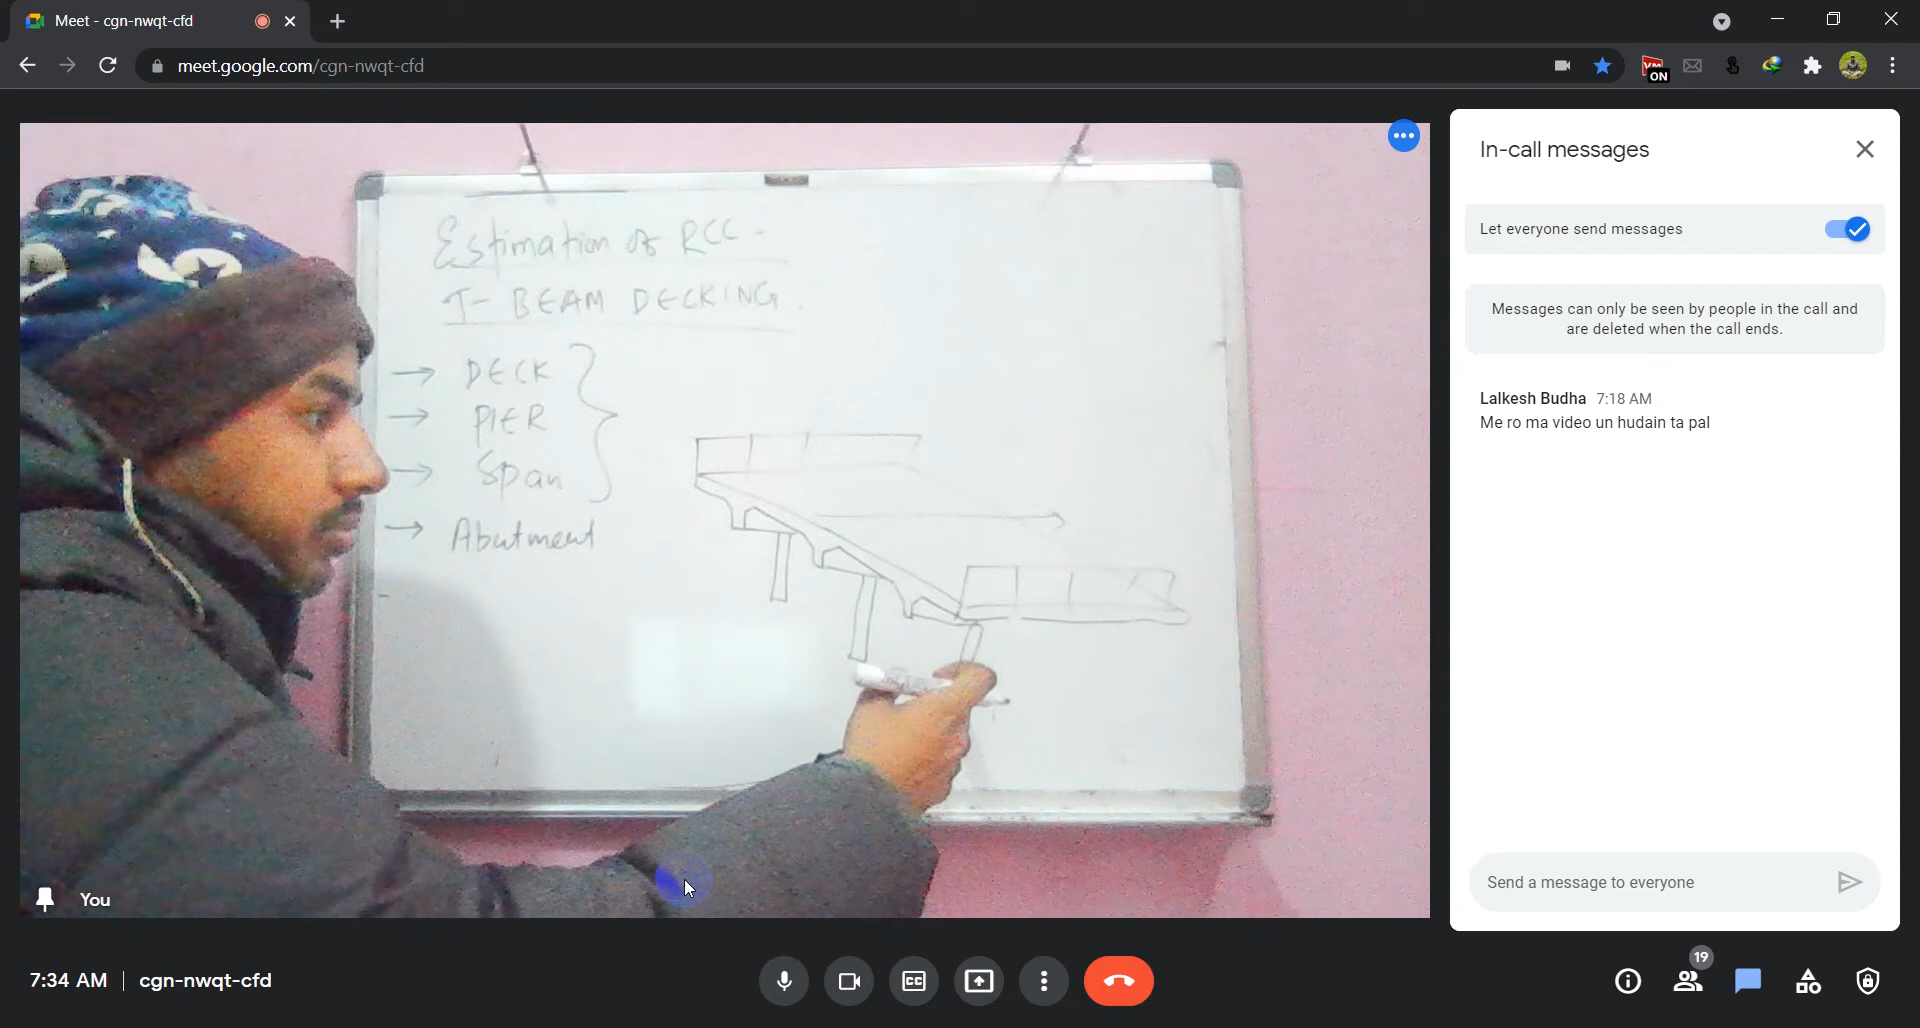 Meet - cgn-nwqt-cfd
meet.google.com/cgn-nwqt-cfd
ON
Estimation of RCC -
T- BEAM DECKING.
→ DECK
→ PIER
→ Span
→ Abutment
You
In-call messages
Let everyone send messages
Messages can only be seen by people in the call and
are deleted when the call ends.
Lalkesh Budha 7:18 AM
Me ro ma video un hudain ta pal
Send a message to everyone
7:34 AM | cgn-nwqt-cfd
CC
19